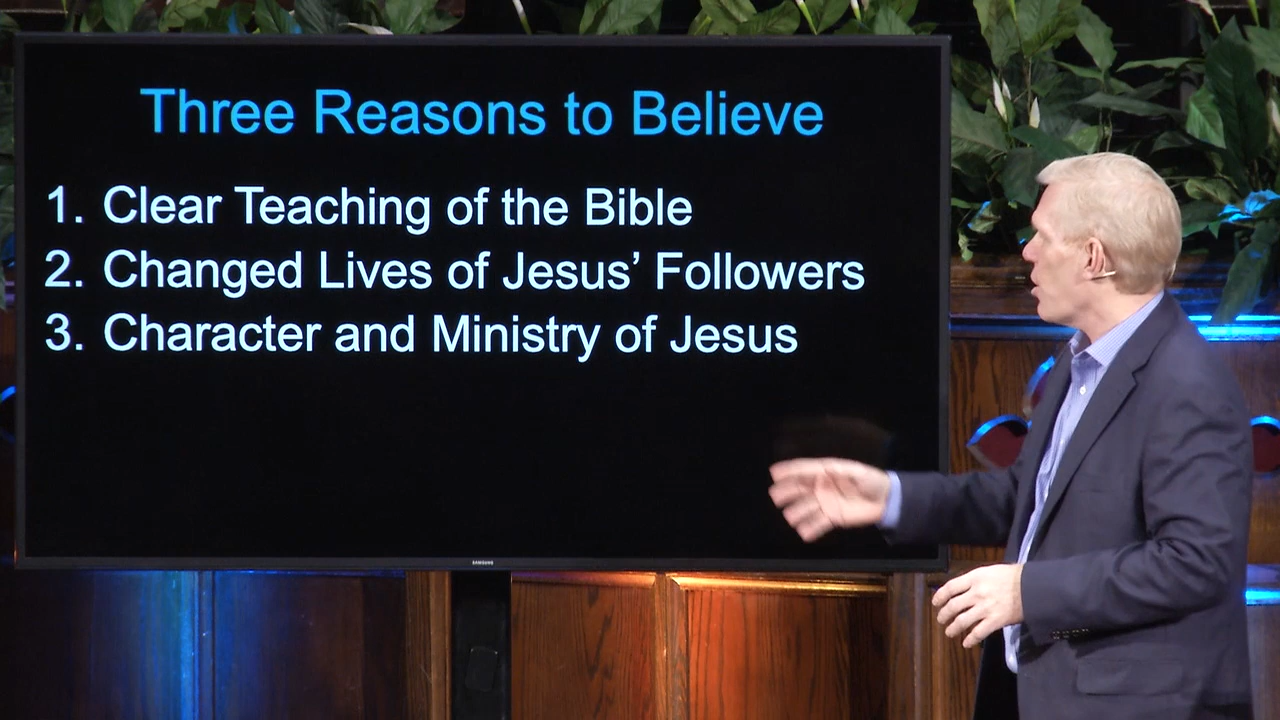 Three Reasons to Believe
1. Clear Teaching of the Bible
2. Changed Lives of Jesus’ Followers
3. Character and Ministry of Jesus
SAMSUNG